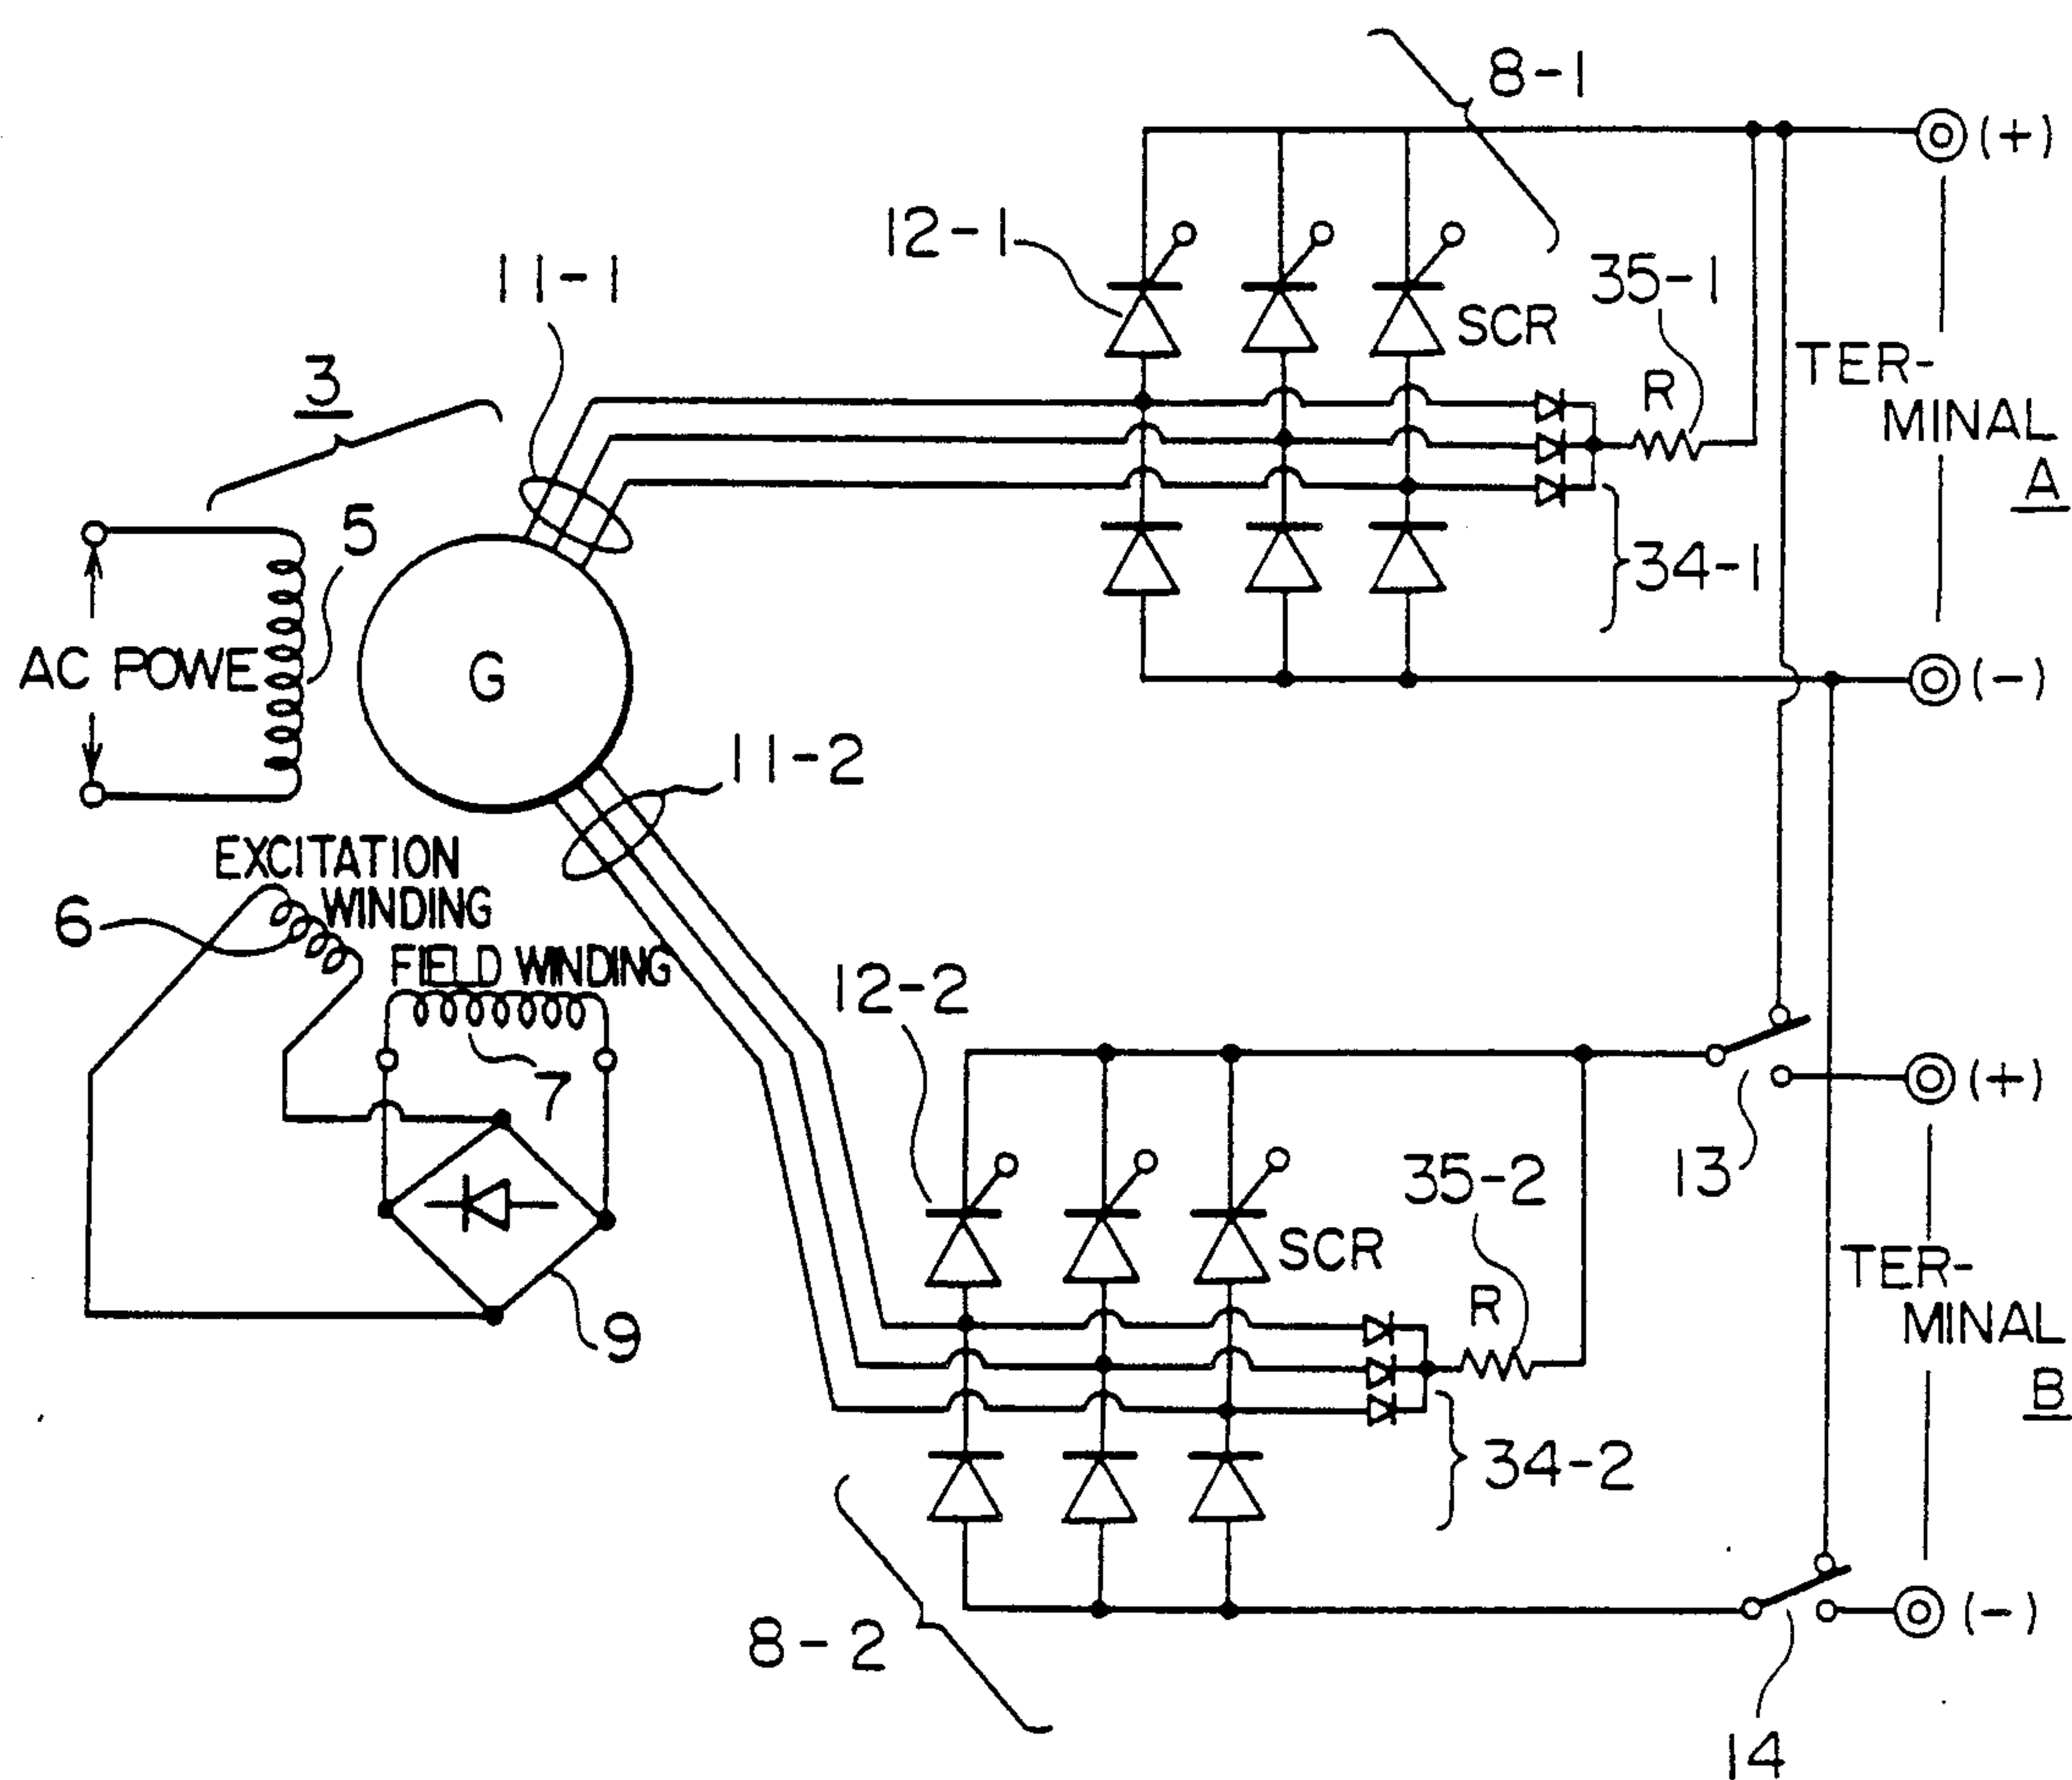 8-1
(+)
12-1
11-1
35-1
SCR
3
R
TER-
MINAL
A
5
34-1
AC POWE
G
(-)
11-2
EXCITATION
WINDING
6
FIELD WINDING
12-2
7
(+)
13
35-2
SCR
TER-
MINAL
R
9
B
34-2
8-2
(-)
14